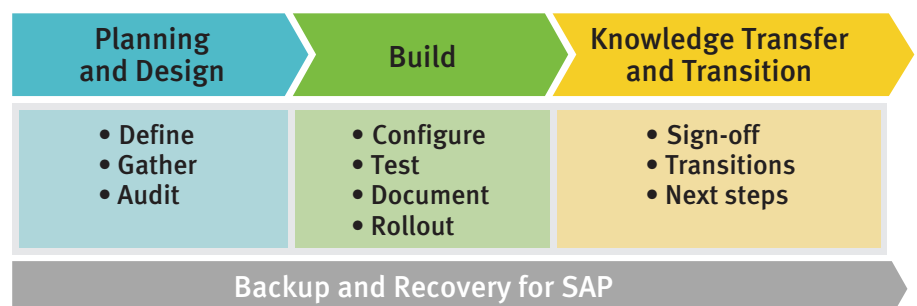 Planning
and Design
Build
Knowledge Transfer
and Transition
• Define
• Gather
• Audit
• Configure
• Test
• Document
• Rollout
• Sign-off
• Transitions
• Next steps
Backup and Recovery for SAP